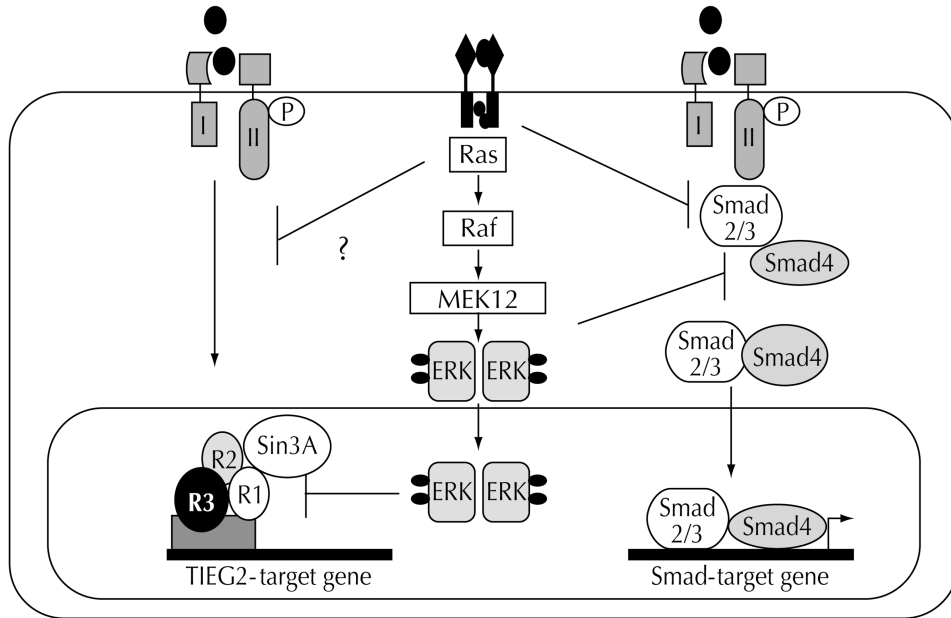 I
II
P
Ras
Raf
MEK12
ERK
ERK
?
I
II
P
Smad
2/3
Smad4
Smad
2/3
Smad4
Sin3A
R2
R3
R1
TIEG2-target gene
ERK
ERK
Smad
2/3
Smad4
Smad-target gene